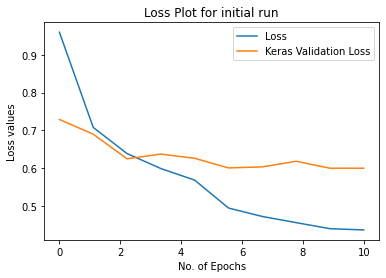 Loss Plot for initial run
Loss
Keras Validation Loss
Loss values
0.9
0.8
0.7
0.6
0.5
0
2
4
6
8
10
No. of Epochs